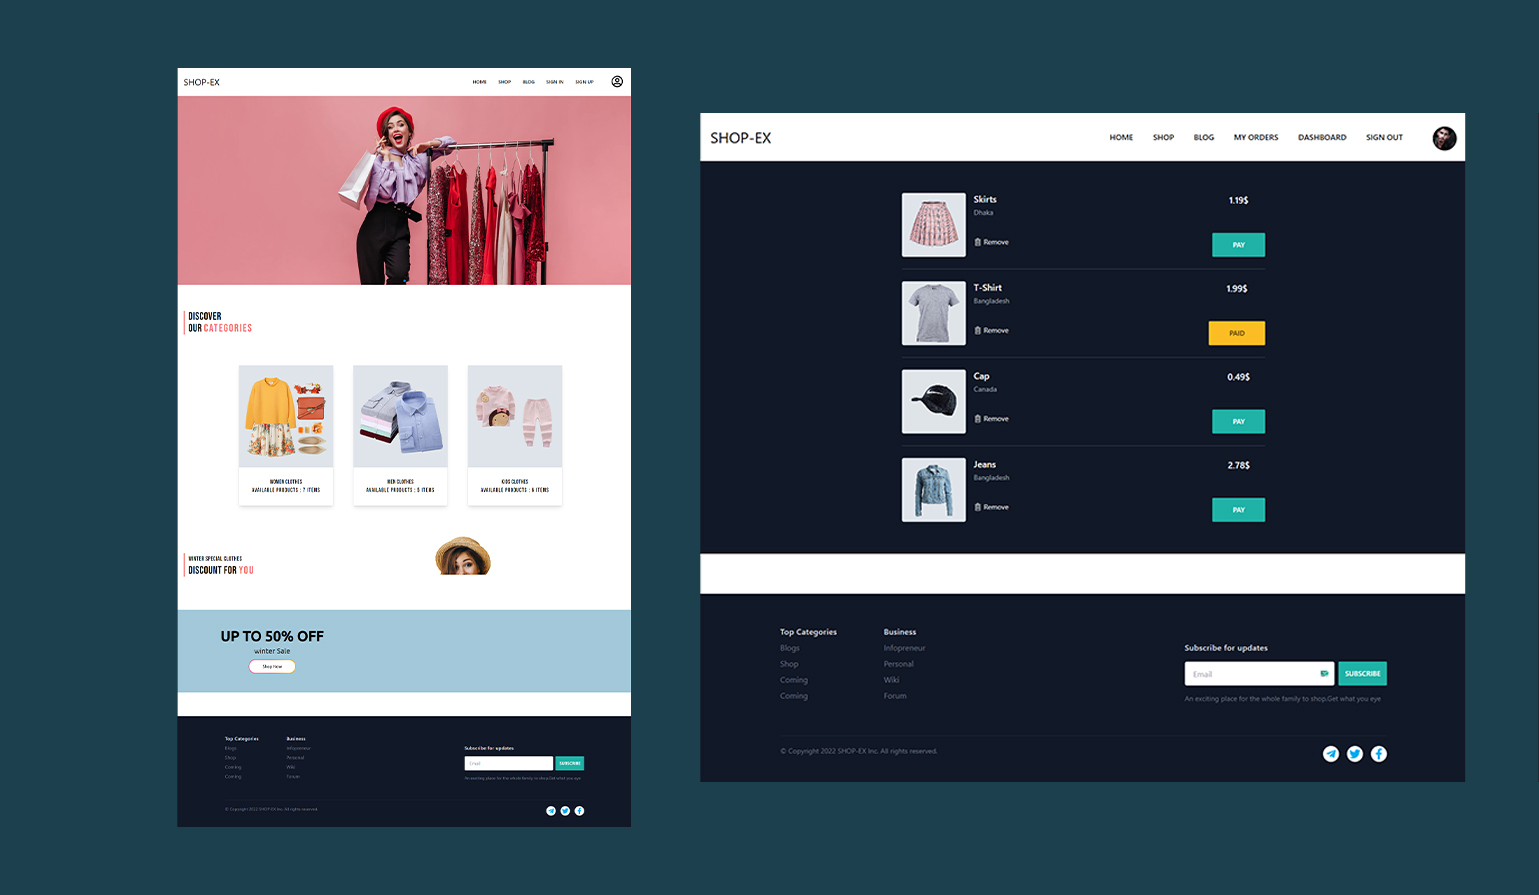 SHOP-EX
HOME SHOP BLOG SIGN IN SIGN UP
DISCOVER
OUR CATEGORIES
WOMEN CLOTHES
AVAILABLE PRODUCTS : 7 ITEMS
MEN CLOTHES
AVAILABLE PRODUCTS : 5 ITEMS
KIDS CLOTHES
AVAILABLE PRODUCTS : 6 ITEMS
WINTER SPECIAL CLOTHES
DISCOUNT FOR YOU
UP TO 50% OFF
winter Sale
Shop Now
Top Categories
Blogs
Shop
Coming
Coming
Business
Infopreneur
Personal
Wiki
Forum
Subscribe for updates
Email
SUBSCRIBE
An exciting place for the whole family to shop.Get what you eye
© Copyright 2022 SHOP-EX Inc. All rights reserved.
SHOP-EX
HOME SHOP BLOG MY ORDERS DASHBOARD SIGN OUT
Skirts
Dhaka
Remove
1.19$
PAY
T-Shirt
Bangladesh
Remove
1.99$
PAID
Cap
Canada
Remove
0.49$
PAY
Jeans
Bangladesh
Remove
2.78$
PAY
Top Categories
Blogs
Shop
Coming
Coming
Business
Infopreneur
Personal
Wiki
Forum
Subscribe for updates
Email
SUBSCRIBE
An exciting place for the whole family to shop.Get what you eye
© Copyright 2022 SHOP-EX Inc. All rights reserved.